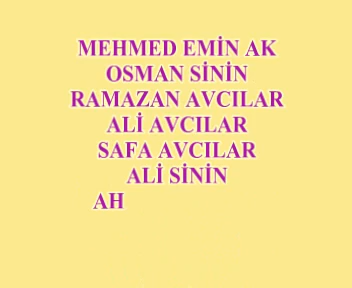 MEHMED EMİN AK
OSMAN SİNİN
RAMAZAN AVCILAR
ALİ AVCILAR
SAFA AVCILAR
ALİ SİNİN
AH